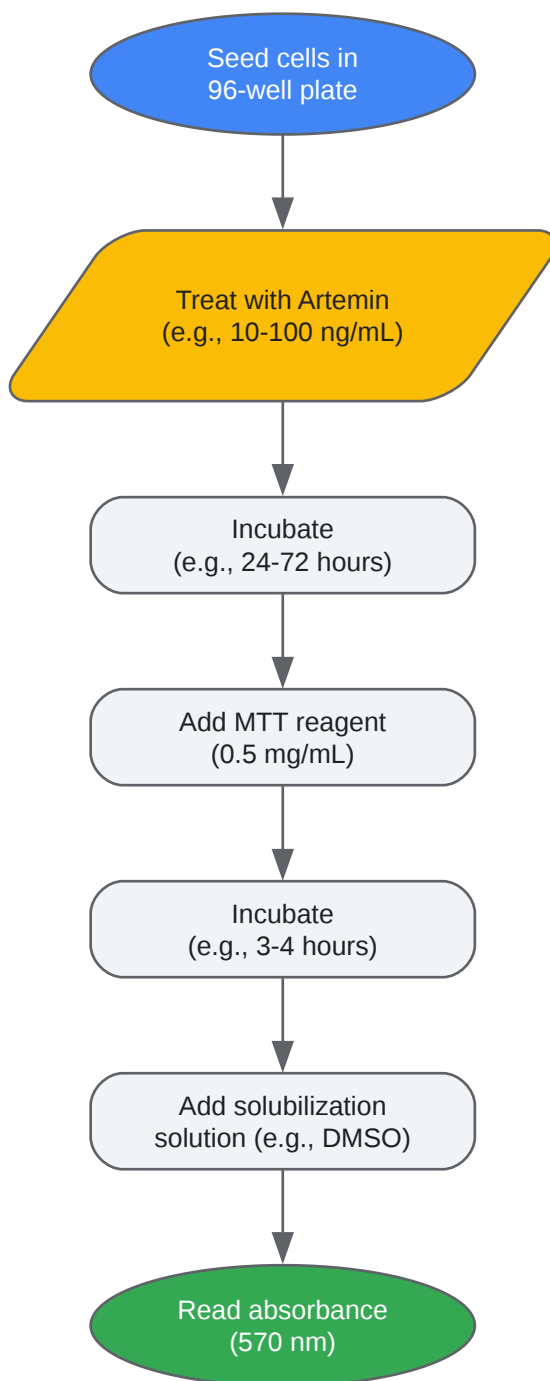 Seed cells in
96-well plate
Treat with Artemin
(e.g., 10-100 ng/mL)
Incubate
(e.g., 24-72 hours)
Add MTT reagent
(0.5 mg/mL)
Incubate
(e.g., 3-4 hours)
Add solubilization
solution (e.g., DMSO)
Read absorbance
(570 nm)